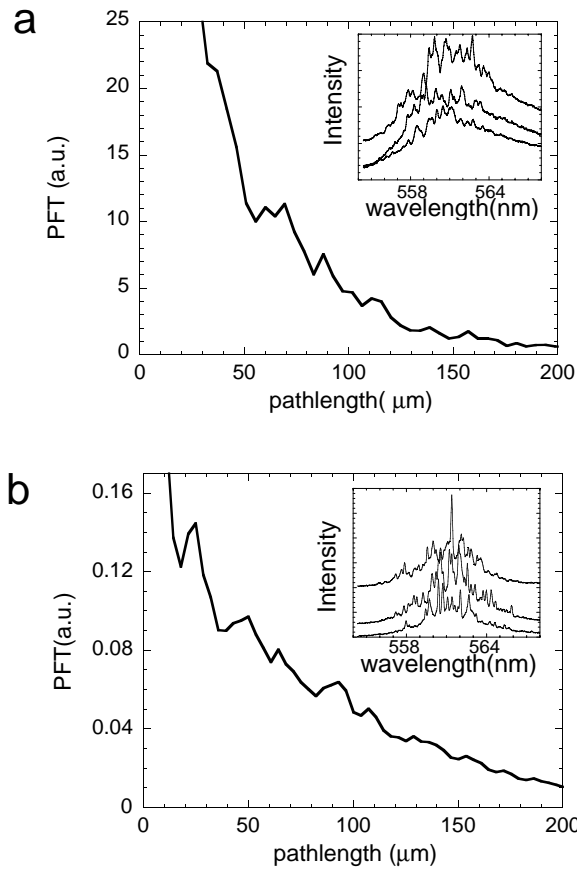 a
25
20
15
10
5
0
PFT (a.u.)
0 50 100 150 200
pathlength( μm)
Intensity
558 564
wavelength(nm)
b
0.16
0.12
0.08
0.04
0
PFT(a.u.)
0 50 100 150 200
pathlength (μm)
Intensity
558 564
wavelength(nm)